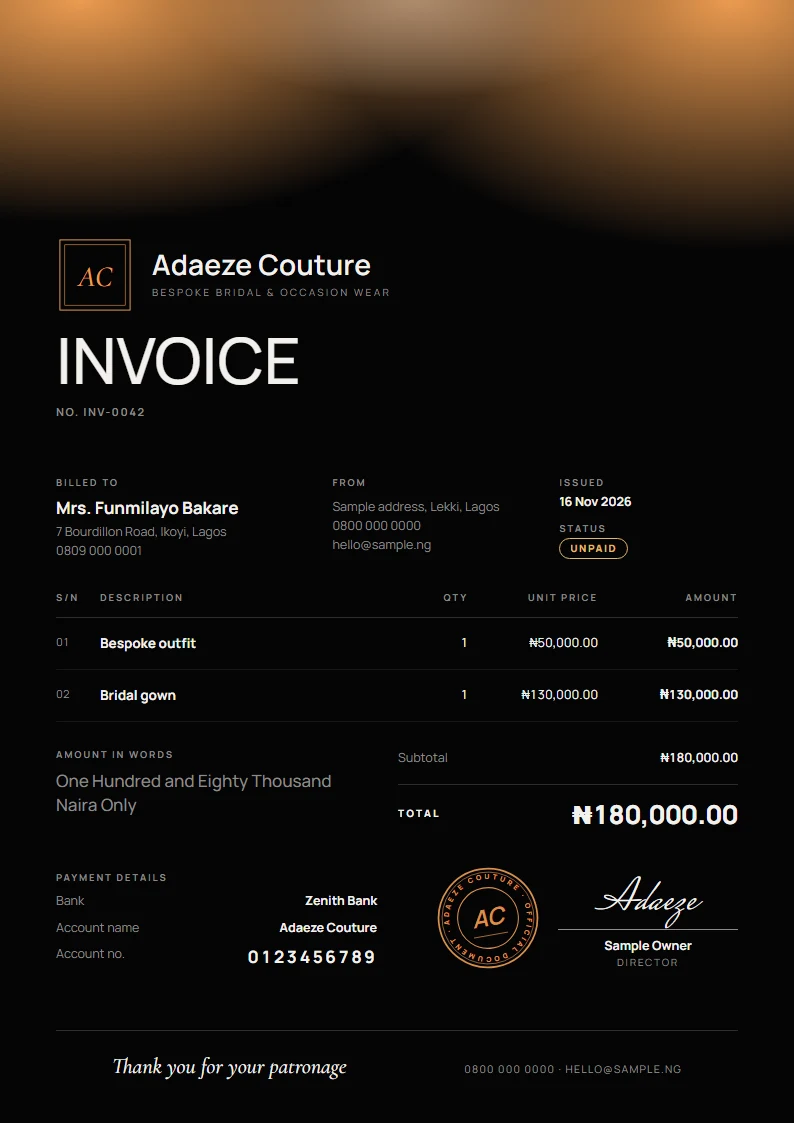 AC
Adaeze Couture
BESPOKE BRIDAL & OCCASION WEAR
INVOICE
NO. INV-0042
BILLED TO
Mrs. Funmilayo Bakare
7 Bourdillon Road, Ikoyi, Lagos
0809 000 0001
FROM
Sample address, Lekki, Lagos
0800 000 0000
hello@sample.ng
ISSUED
16 Nov 2026
STATUS
UNPAID
S/N DESCRIPTION QTY UNIT PRICE AMOUNT
01 Bespoke outfit 1 ₦50,000.00 ₦50,000.00
02 Bridal gown 1 ₦130,000.00 ₦130,000.00
AMOUNT IN WORDS
One Hundred and Eighty Thousand
Naira Only
Subtotal ₦180,000.00
TOTAL ₦180,000.00
PAYMENT DETAILS
Bank Zenith Bank
Account name Adaeze Couture
Account no. 0123456789
ADAEZE COUTURE · OFFICIAL DOCUMENT ·
AC
Adaeze
Sample Owner
DIRECTOR
Thank you for your patronage
0800 000 0000 · HELLO@SAMPLE.NG